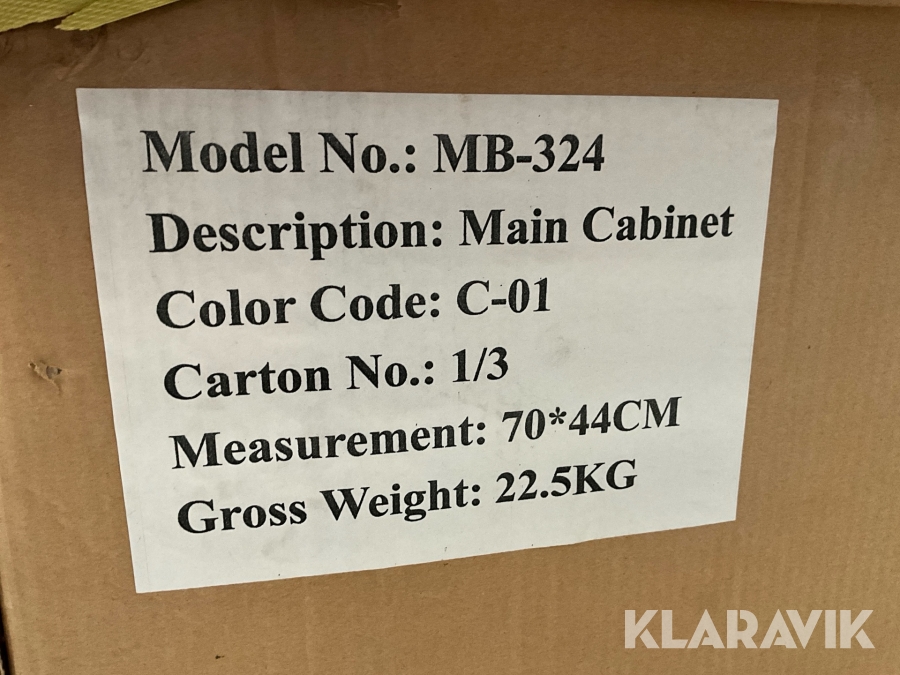 Model No.: MB-324
Description: Main Cabinet
Color Code: C-01
Carton No.: 1/3
Measurement: 70*44CM
Gross Weight: 22.5KG
KLARAVIK